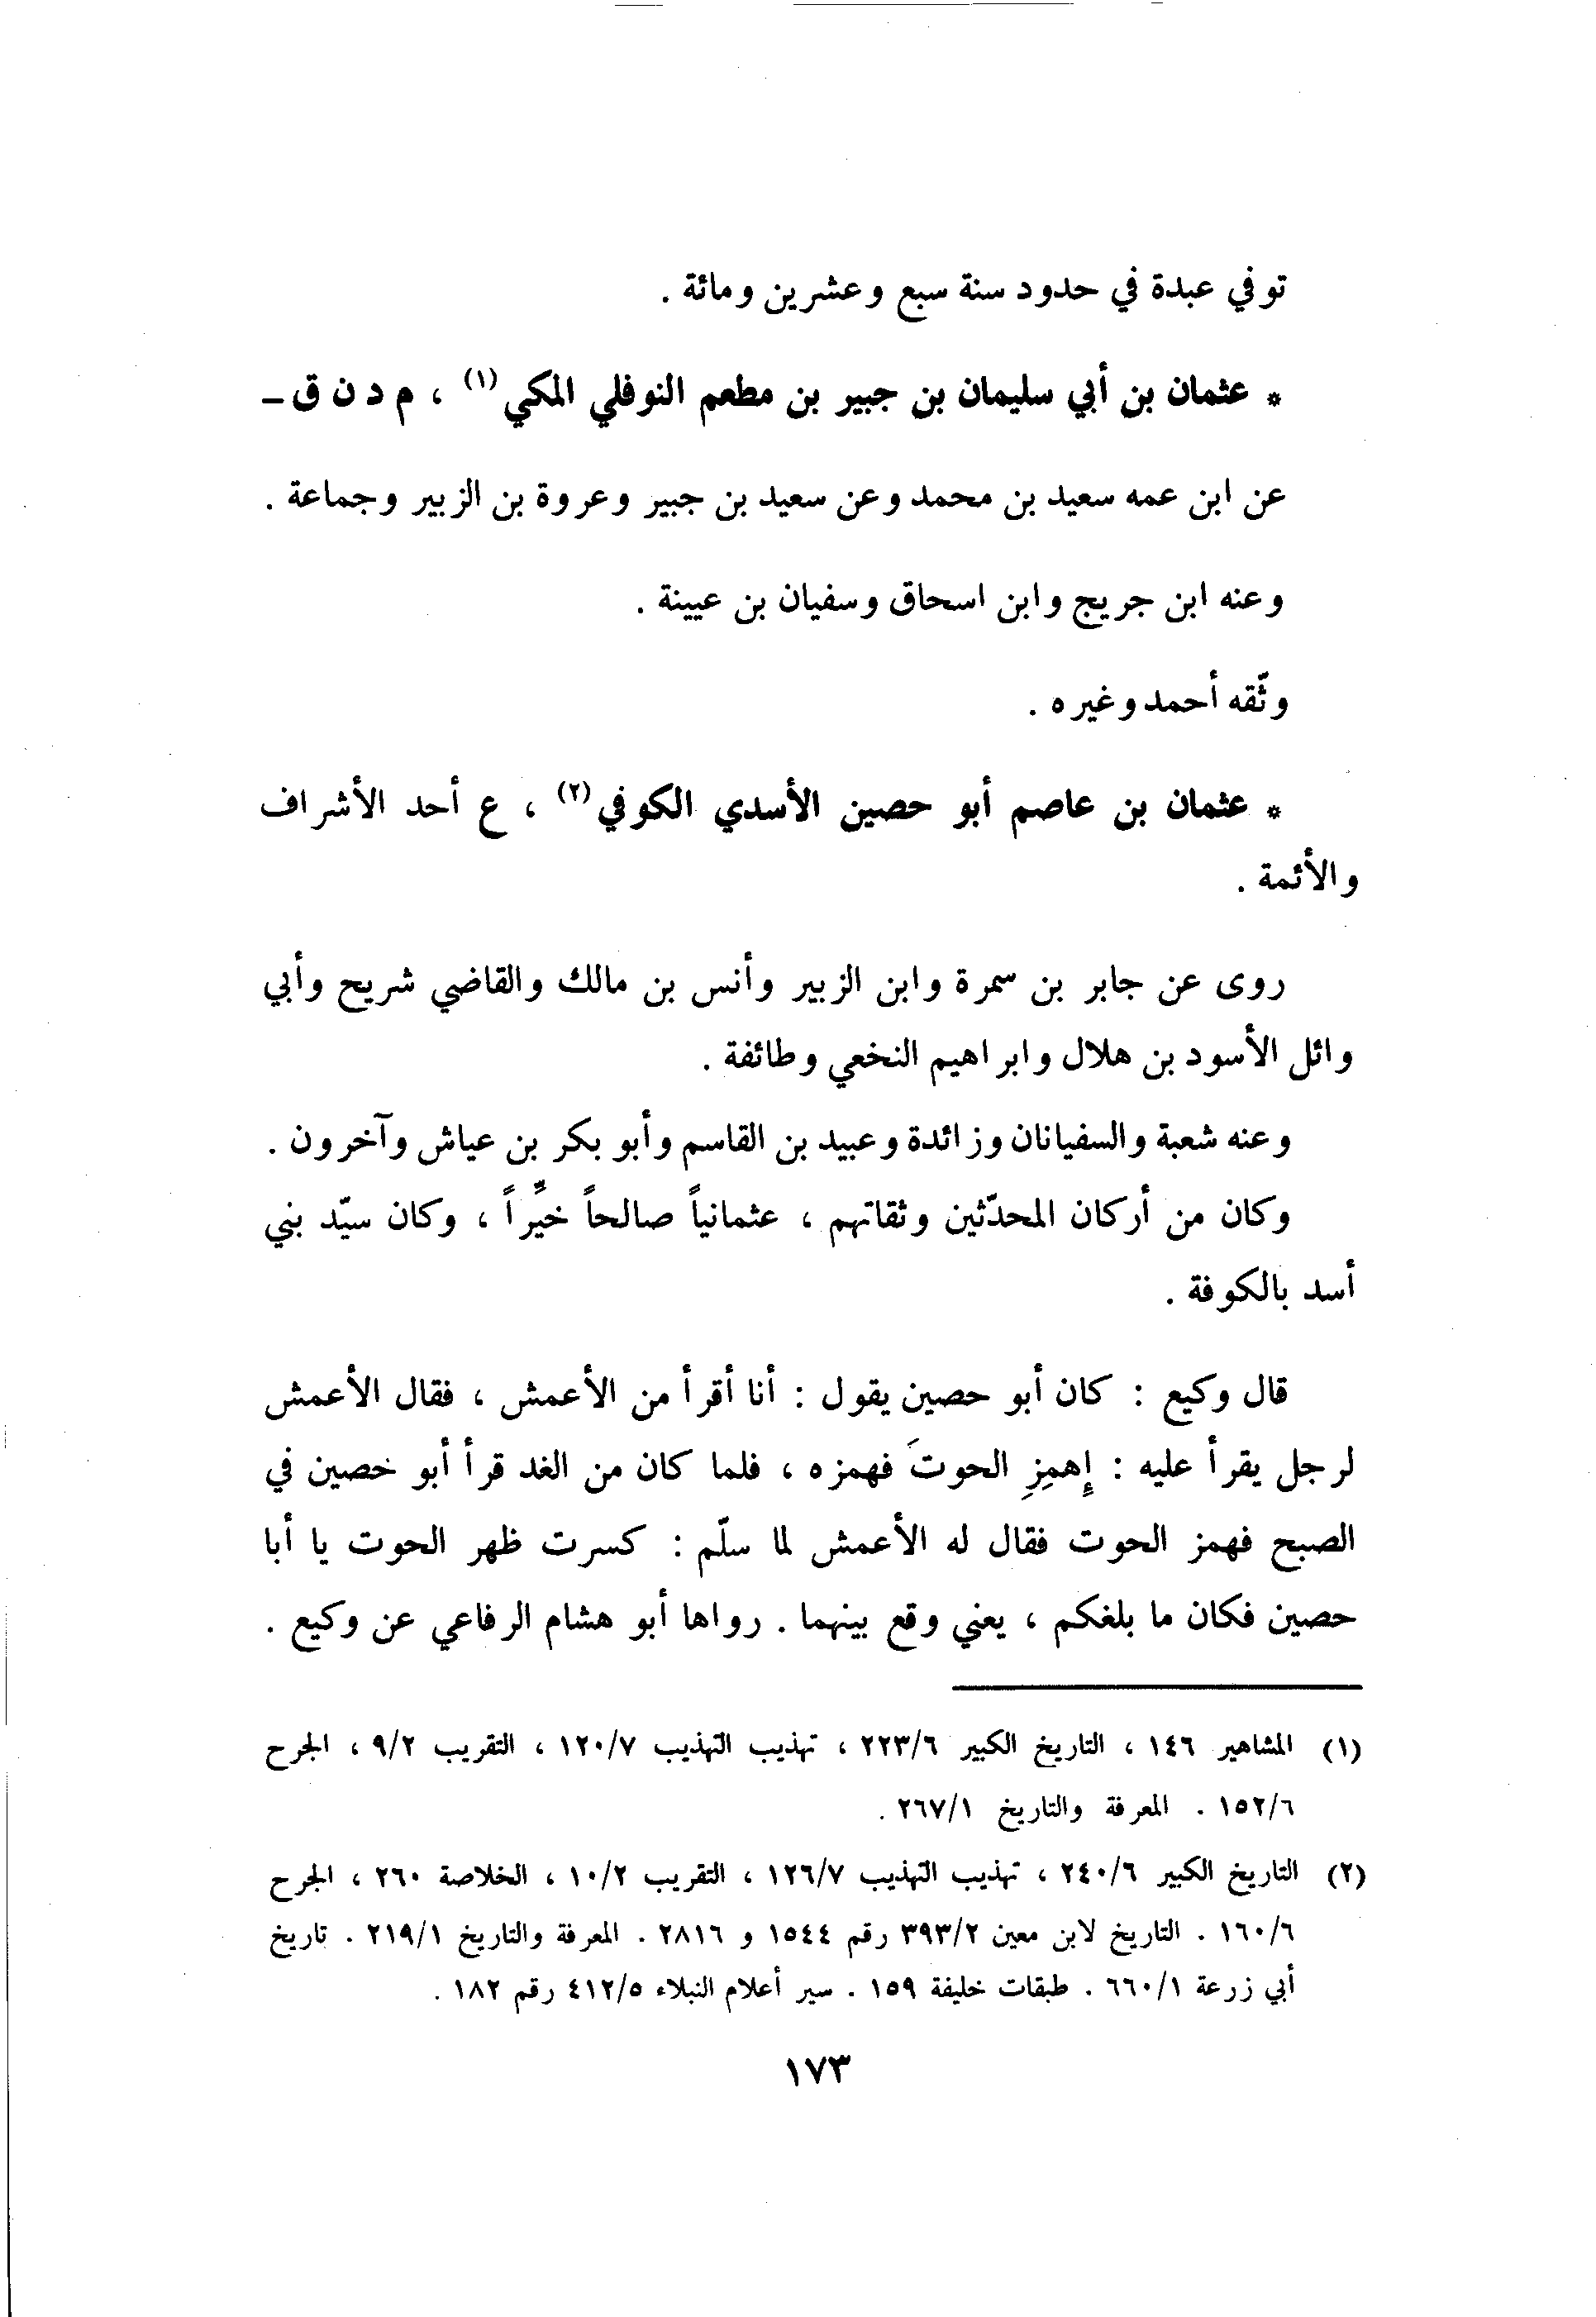 توفي عبدة في حدود سنة سبع وعشرين ومائة .
* عثمان بن أبي سليمان بن جبير بن مطعم النوفلي المكي (١) ، م د ن ق ـ
عن ابن عمه سعيد بن محمد وعن سعيد بن جبير وعروة بن الزبير وجماعة .
وعنه ابن جريج وابن اسحاق وسفيان بن عيينة .
وثّقه أحمد وغيره .
* عثمان بن عاصم أبو حصين الأسدي الكوفي (٢) ، ع أحد الأشراف
والأئمة .
روى عن جابر بن سمرة وابن الزبير وأنس بن مالك والقاضي شريح وأبي
وائل الأسود بن هلال وابراهيم النخعي وطائفة .
وعنه شعبة والسفيانان وزائدة وعبيد بن القاسم وأبو بكر بن عياش وآخرون .
وكان من أركان المحدّثين وثقاتهم ، عثمانياً صالحاً خيِّراً ، وكان سيّد بني
أسد بالكوفة .
قال وكيع : كان أبو حصين يقول : أنا أقرأ من الأعمش ، فقال الأعمش
لرجل يقرأ عليه : إهمِزِ الحوتَ فهمزه ، فلما كان من الغد قرأ أبو خصين في
الصبح فهمز الحوت فقال له الأعمش لما سلّم : كسرت ظهر الحوت يا أبا
حصين فكان ما بلغكم ، يعني وقع بينهما . رواها أبو هشام الرفاعي عن وكيع .
(١) المشاهير ١٤٦ ، التاريخ الكبير ٢٢٣/٦ ، تهذيب التهذيب ١٢٠/٧ ، التقريب ٩/٢ ، الجرح
١٥٢/٦ . المعرفة والتاريخ ٢٦٧/١ .
(٢) التاريخ الكبير ٢٤٠/٦ ، تهذيب التهذيب ١٢٦/٧ ، التقريب ١٠/٢ ، الخلاصة ٢٦٠ ، الجرح
١٦٠/٦ . التاريخ لابن معين ٣٩٣/٢ رقم ١٥٤٤ و ٢٨١٦ . المعرفة والتاريخ ٢١٩/١ . تاريخ
أبي زرعة ٦٦٠/١ . طبقات خليفة ١٥٩ . سير أعلام النبلاء ٤١٢/٥ رقم ١٨٢ .
١٧٣